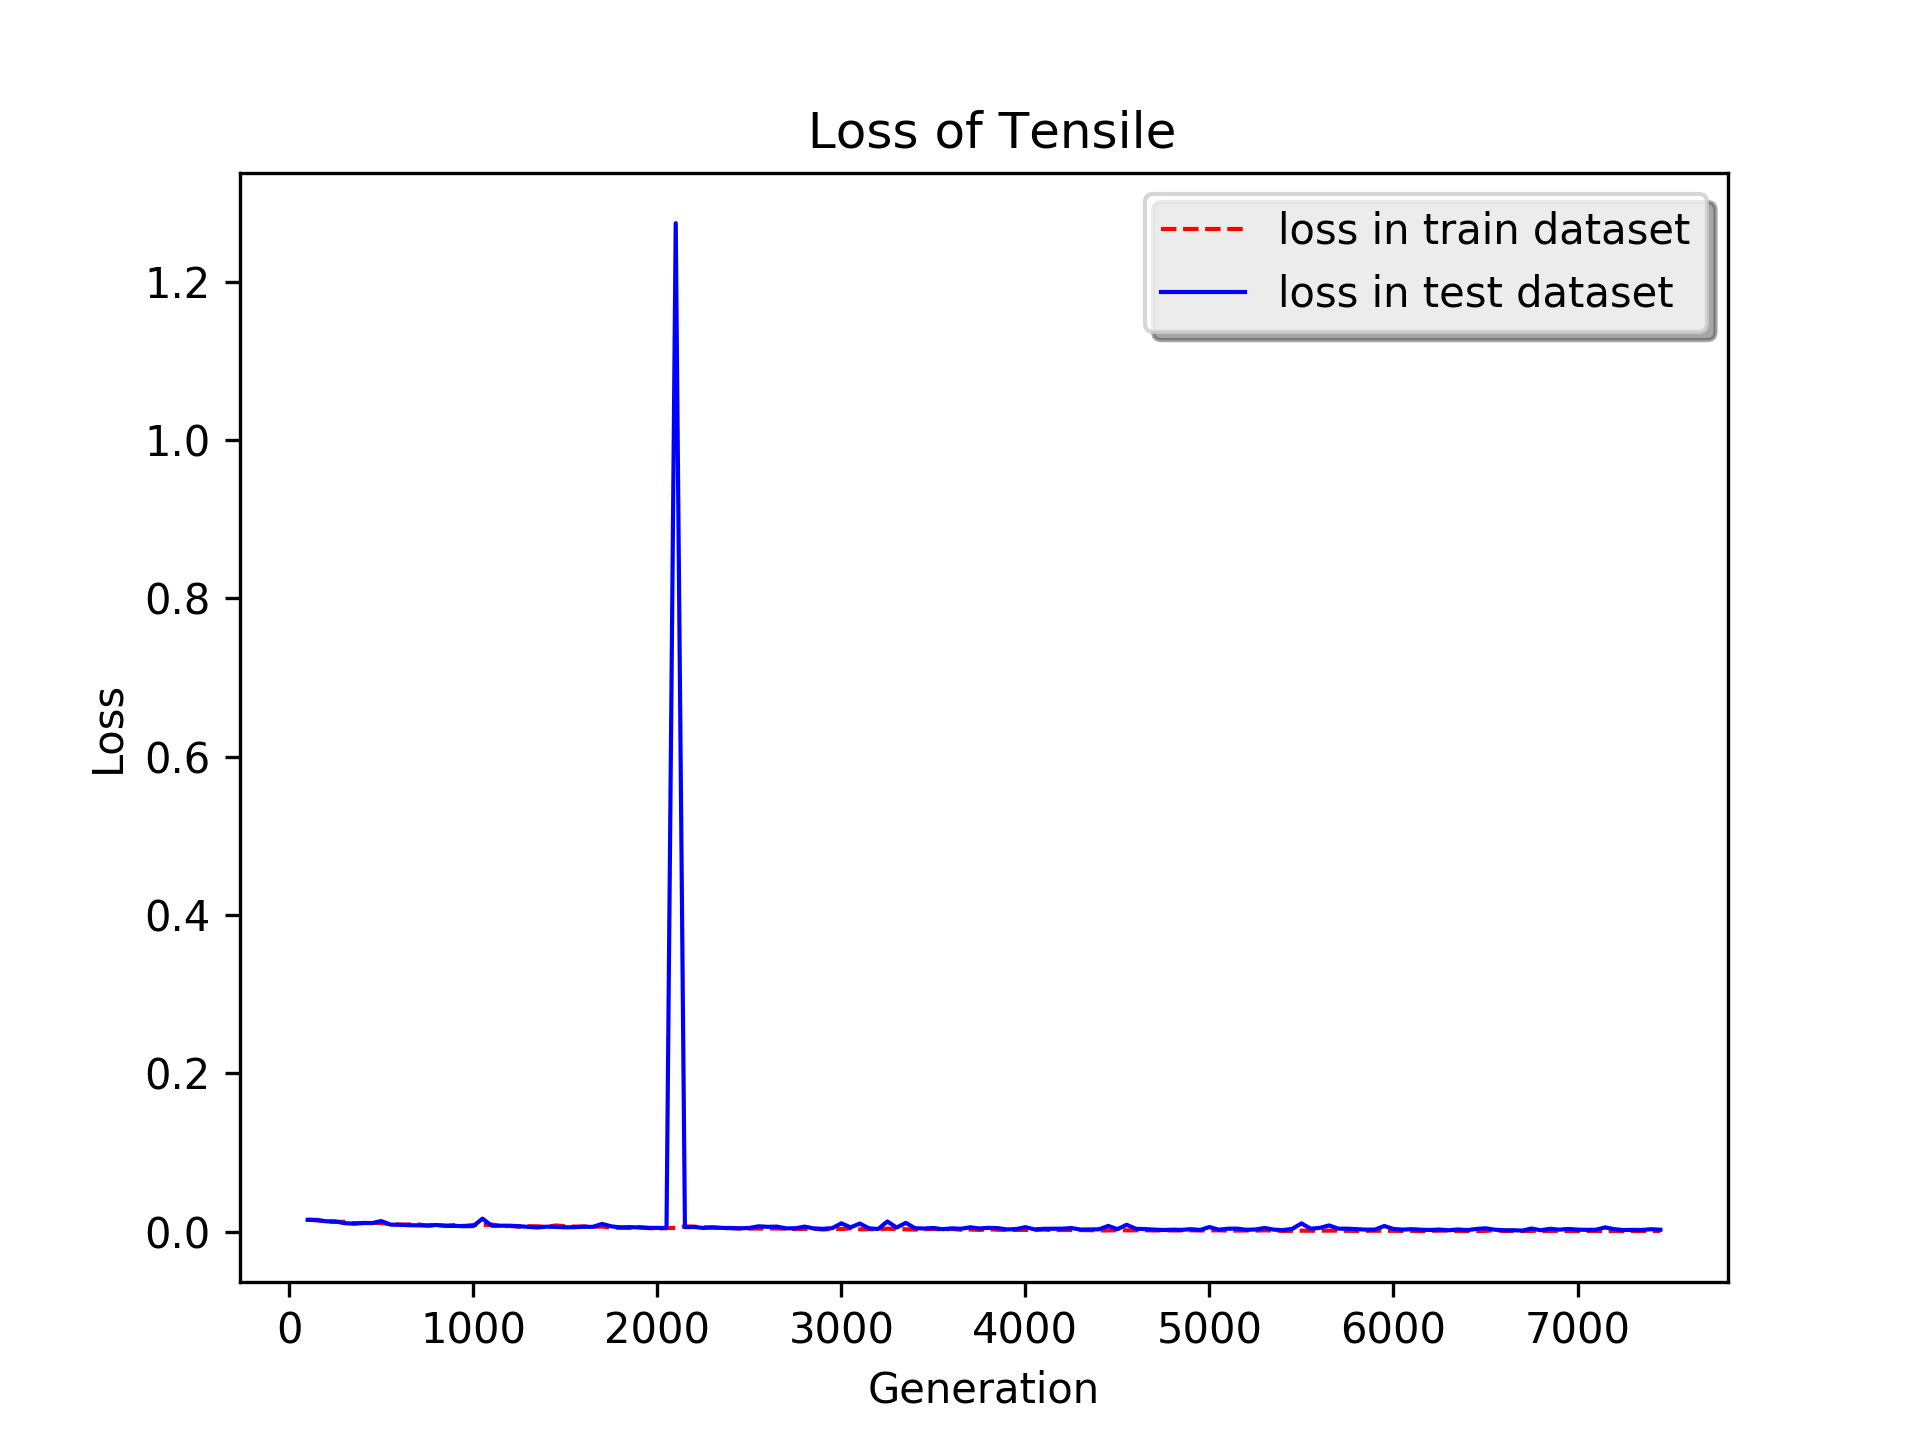 Loss of Tensile
loss in train dataset
loss in test dataset
1.2
1.0
0.8
0.6
0.4
0.2
0.0
Loss
0 1000 2000 3000 4000 5000 6000 7000
Generation